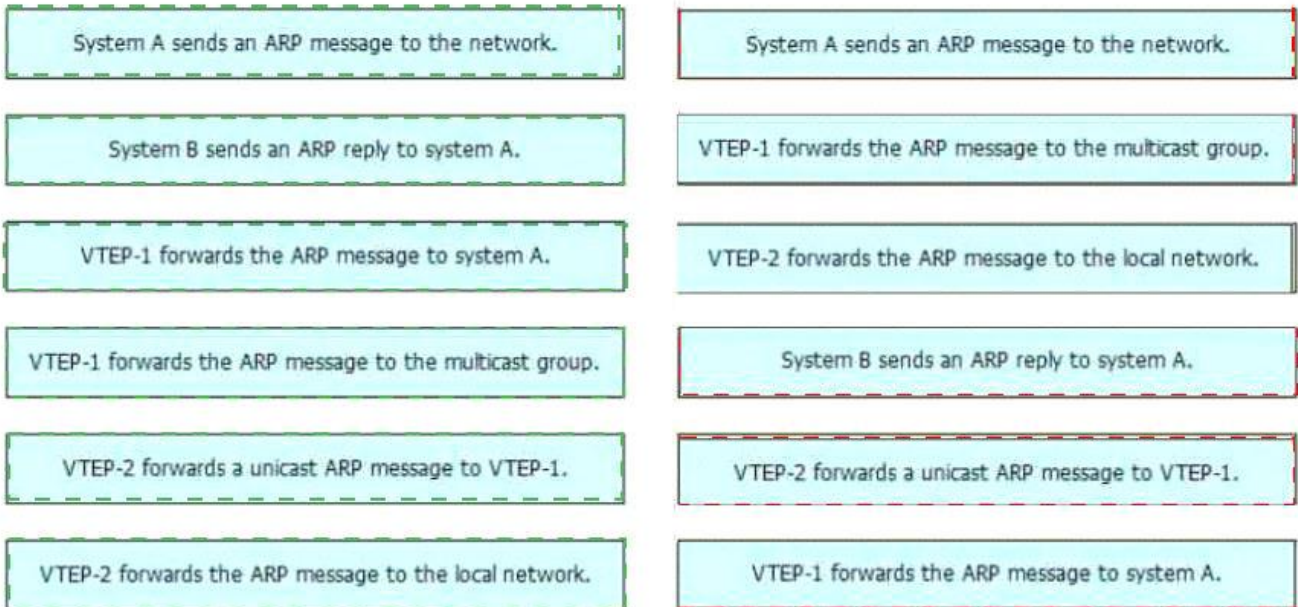 System A sends an ARP message to the network.
System B sends an ARP reply to system A.
VTEP-1 forwards the ARP message to system A.
VTEP-1 forwards the ARP message to the multicast group.
VTEP-2 forwards a unicast ARP message to VTEP-1.
VTEP-2 forwards the ARP message to the local network.
System A sends an ARP message to the network.
VTEP-1 forwards the ARP message to the multicast group.
VTEP-2 forwards the ARP message to the local network.
System B sends an ARP reply to system A.
VTEP-2 forwards a unicast ARP message to VTEP-1.
VTEP-1 forwards the ARP message to system A.